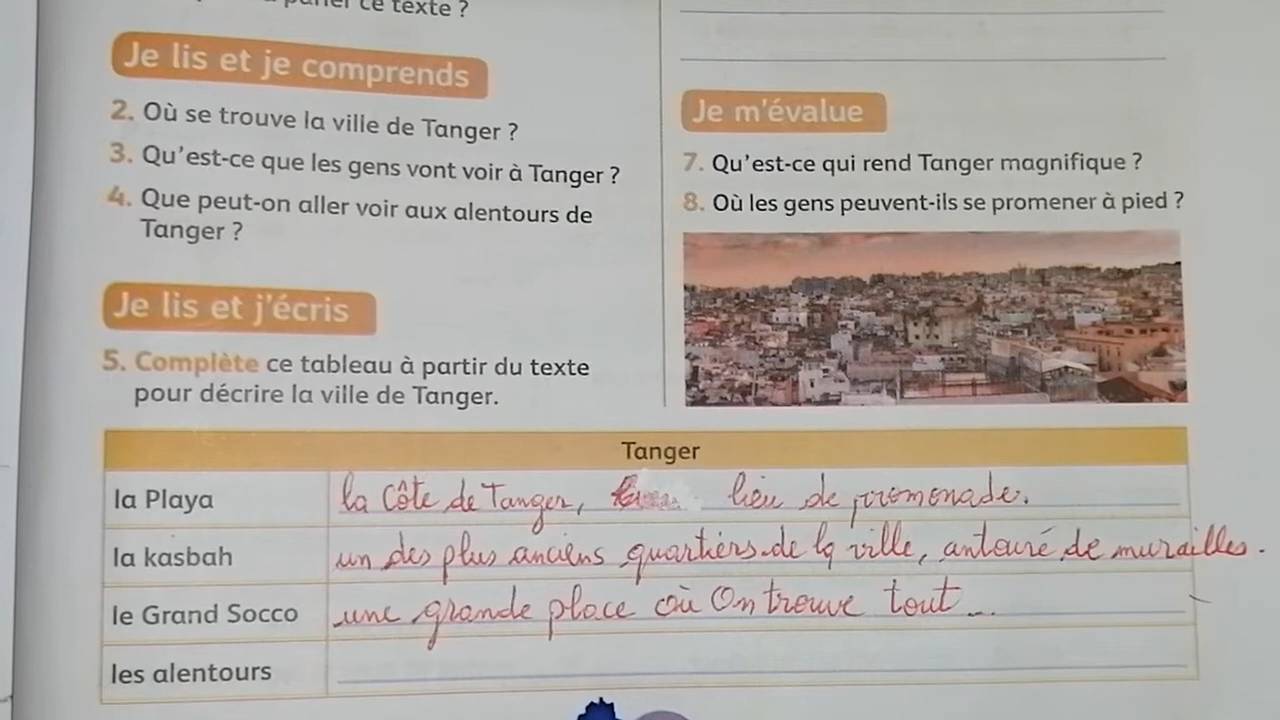 ce texte ?
Je lis et je comprends
2. Où se trouve la ville de Tanger ?
3. Qu'est-ce que les gens vont voir à Tanger ?
4. Que peut-on aller voir aux alentours de
Tanger ?
Je lis et j'écris
5. Complète ce tableau à partir du texte
pour décrire la ville de Tanger.
Je m'évalue
7. Qu'est-ce qui rend Tanger magnifique ?
8. Où les gens peuvent-ils se promener à pied ?
Tanger
la Playa la Côte de Tanger, lieu de promenade.
la kasbah un des plus anciens quartiers de la ville, entouré de murailles.
le Grand Socco une grande place où On trouve tout...
les alentours